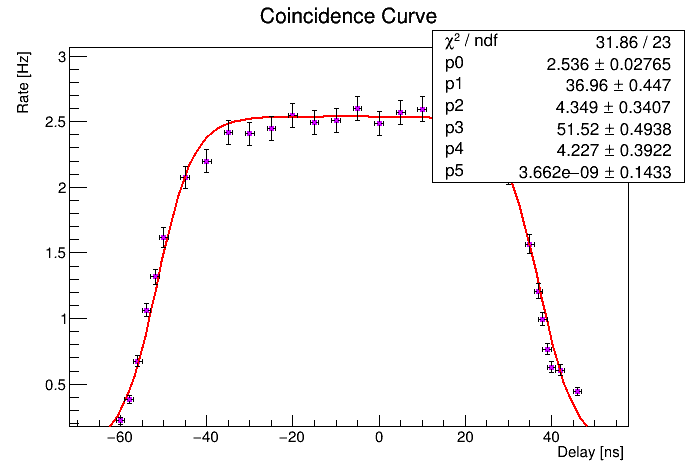 Coincidence Curve
χ² / ndf 31.86 / 23
p0 2.536 ± 0.02765
p1 36.96 ± 0.447
p2 4.349 ± 0.3407
p3 51.52 ± 0.4938
p4 4.227 ± 0.3922
p5 3.662e−09 ± 0.1433
Rate [Hz]
3
2.5
2
1.5
1
0.5
−60 −40 −20 0 20 40
Delay [ns]